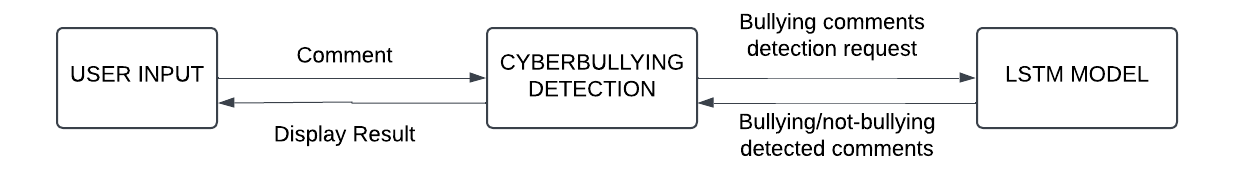 USER INPUT
Comment
Display Result
CYBERBULLYING
DETECTION
Bullying comments
detection request
Bullying/not-bullying
detected comments
LSTM MODEL